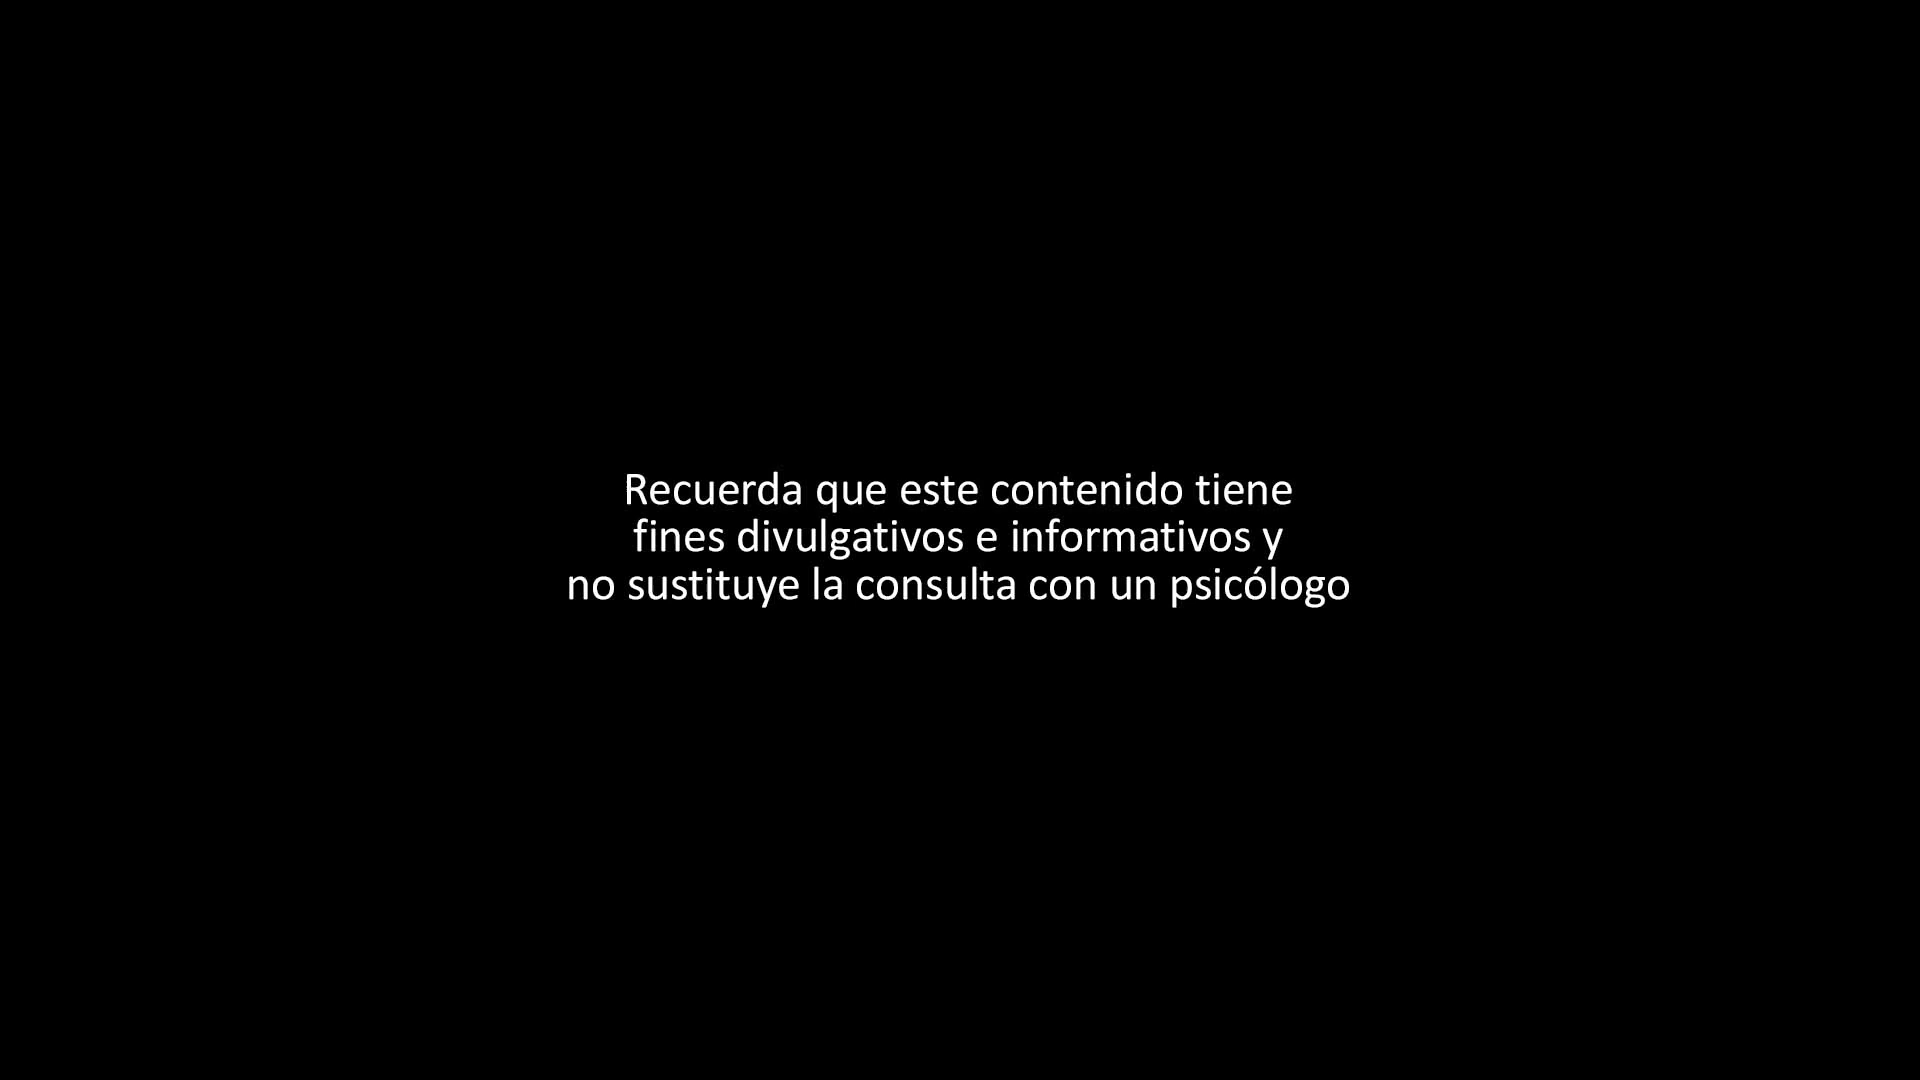 Recuerda que este contenido tiene
fines divulgativos e informativos y
no sustituye la consulta con un psicólogo